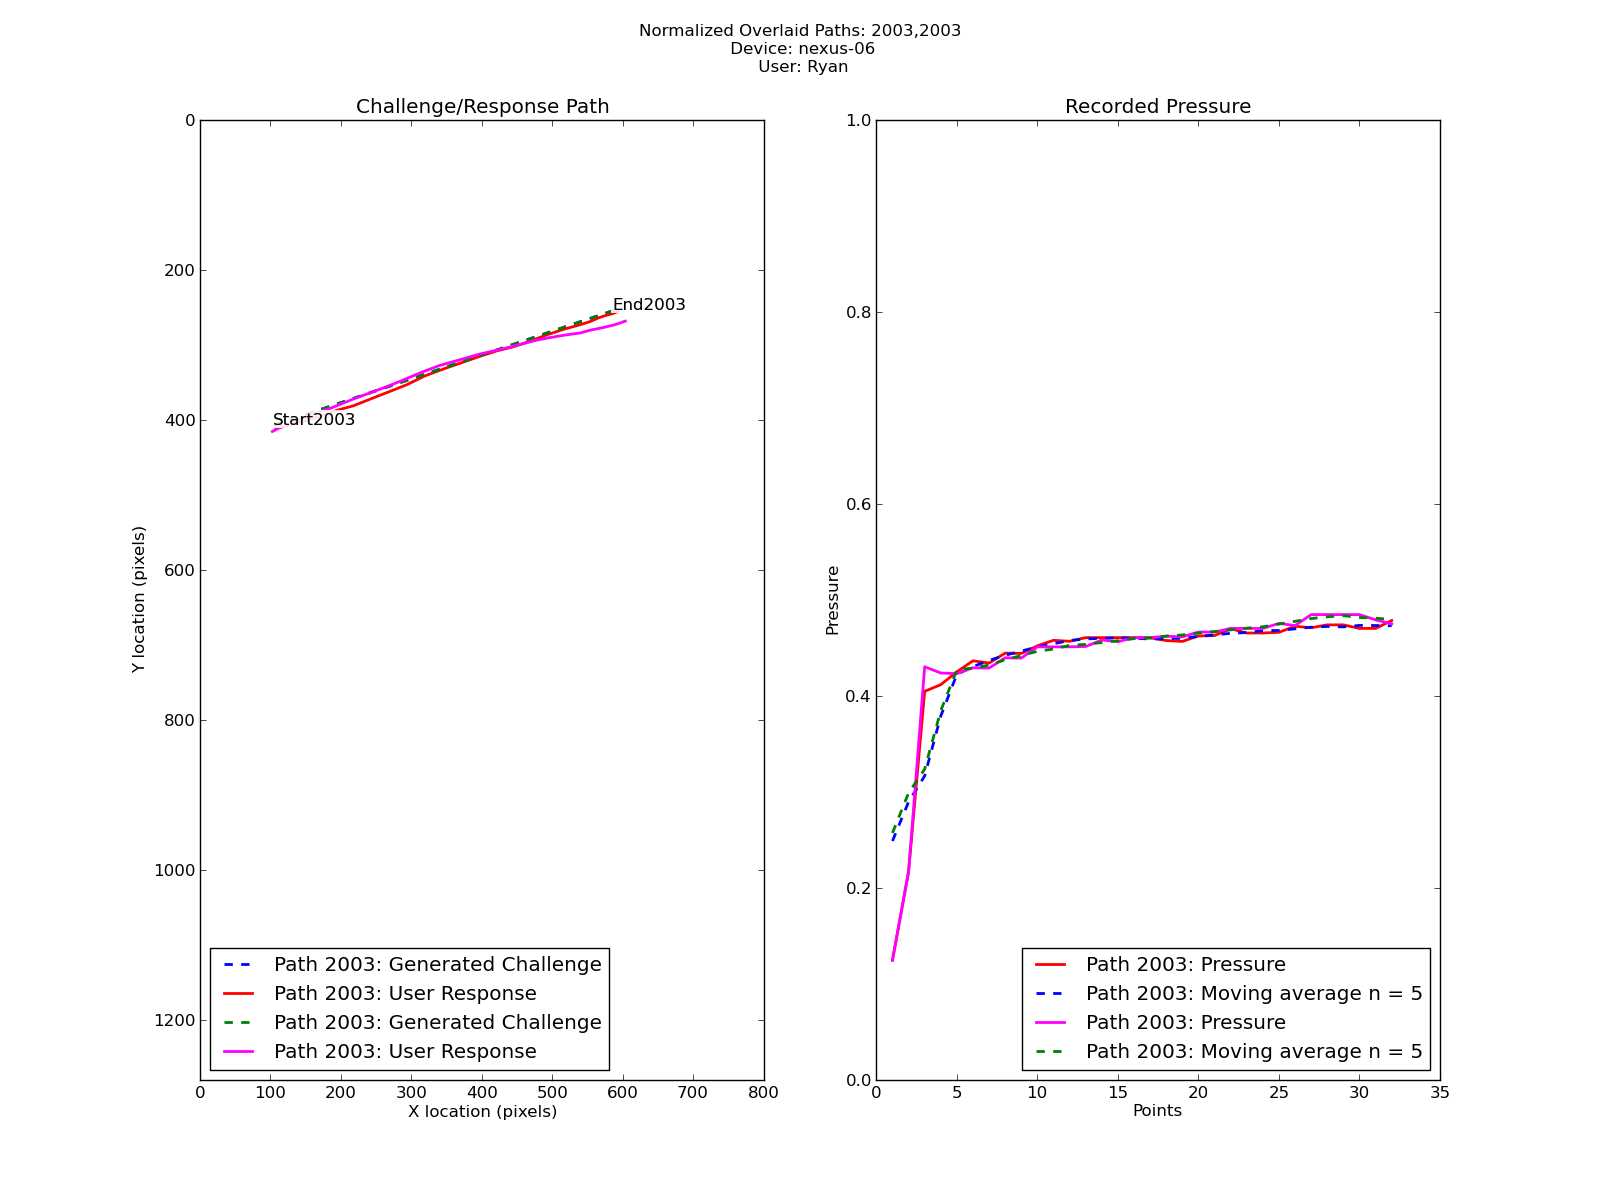 Normalized Overlaid Paths: 2003,2003
Device: nexus-06
User: Ryan
Challenge/Response Path
0
200
400
600
800
1000
1200
Y location (pixels)
End2003
Start2003
Path 2003: Generated Challenge
Path 2003: User Response
Path 2003: Generated Challenge
Path 2003: User Response
0 100 200 300 400 500 600 700 800
X location (pixels)
Recorded Pressure
1.0
0.8
0.6
0.4
0.2
0.0
Pressure
Path 2003: Pressure
Path 2003: Moving average n = 5
Path 2003: Pressure
Path 2003: Moving average n = 5
0 5 10 15 20 25 30 35
Points